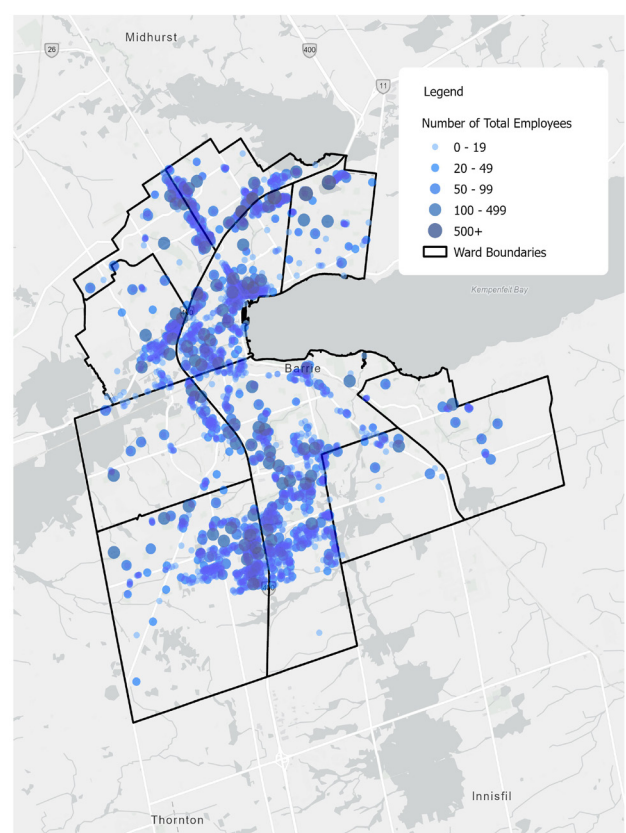 Midhurst
26
400
11
Legend
Number of Total Employees
0 - 19
20 - 49
50 - 99
100 - 499
500+
Ward Boundaries
Kempenfelt Bay
Barrie
Innisfil
Thornton